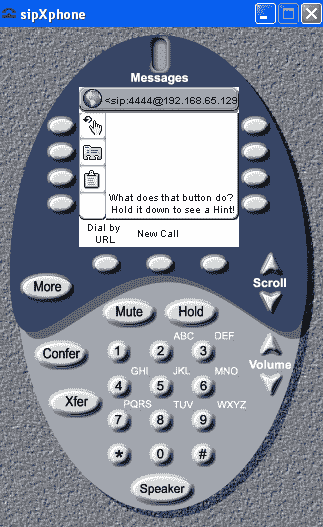 sipXphone
Messages
<sip:4444@192.168.65.129
What does that button do?
Hold it down to see a Hint!
Dial by
URL
New Call
More
Scroll
Mute
Hold
ABC
DEF
1
2
3
Confer
Volume
GHI
JKL
MNO
4
5
6
Xfer
PQRS
TUV
WXYZ
7
8
9
*
0
#
Speaker